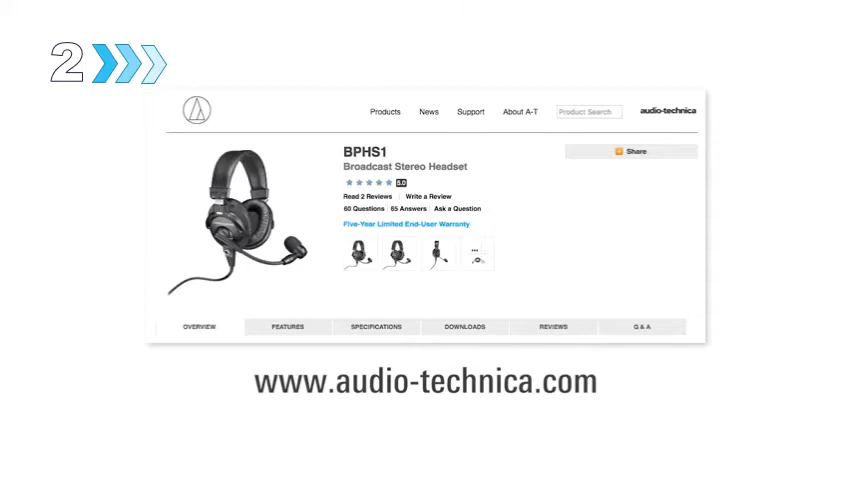 2
Products News Support About A-T Product Search audio-technica
BPHS1
Share
Broadcast Stereo Headset
5.0
Read 2 Reviews | Write a Review
60 Questions | 65 Answers | Ask a Question
Five-Year Limited End-User Warranty
OVERVIEW FEATURES SPECIFICATIONS DOWNLOADS REVIEWS Q & A
www.audio-technica.com